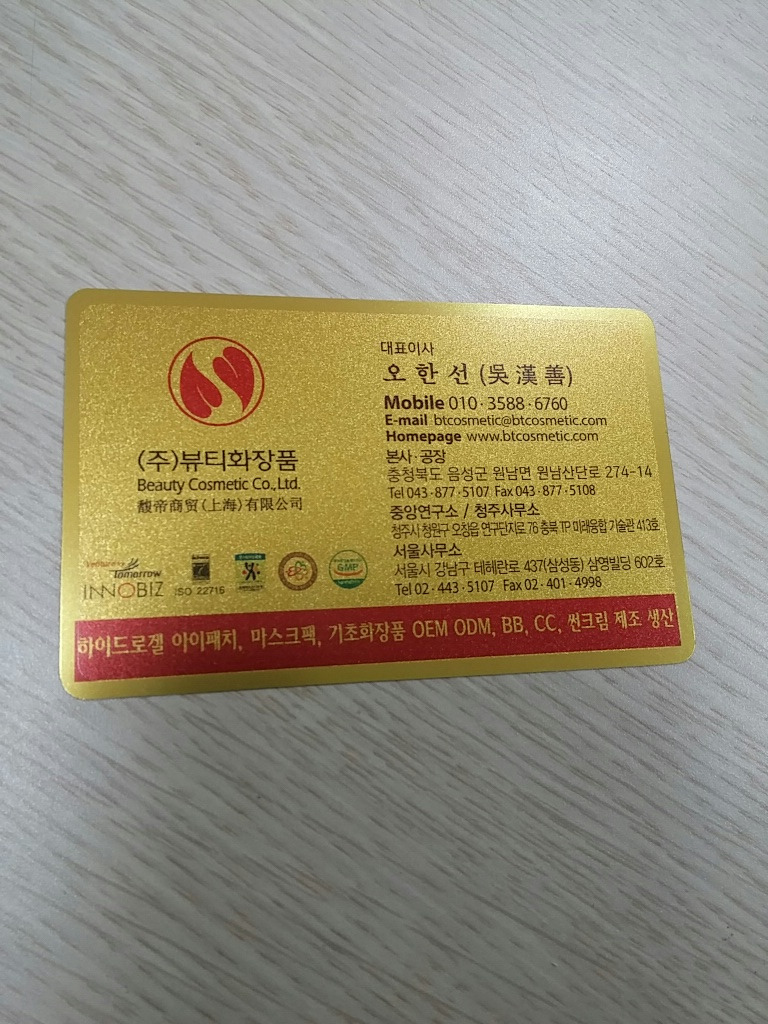 (주)뷰티화장품
Beauty Cosmetic Co.,Ltd.
馥帝商贸(上海)有限公司
Tomorrow
INNOBIZ
ISO 22716
GMP
대표이사
오 한 선 (吳 漢 善)
Mobile 010 · 3588 · 6760
E-mail btcosmetic@btcosmetic.com
Homepage www.btcosmetic.com
본사 · 공장
충청북도 음성군 원남면 원남산단로 274-14
Tel 043 · 877 · 5107 Fax 043 · 877 · 5108
중앙연구소 / 청주사무소
청주시 청원구 오창읍 연구단지로 76 충북 TP 미래융합 기술관 413호
서울사무소
서울시 강남구 테헤란로 437(삼성동) 삼영빌딩 602호
Tel 02 · 443 · 5107 Fax 02 · 401 · 4998
하이드로겔 아이패치, 마스크팩, 기초화장품 OEM ODM, BB, CC, 썬크림 제조 생산